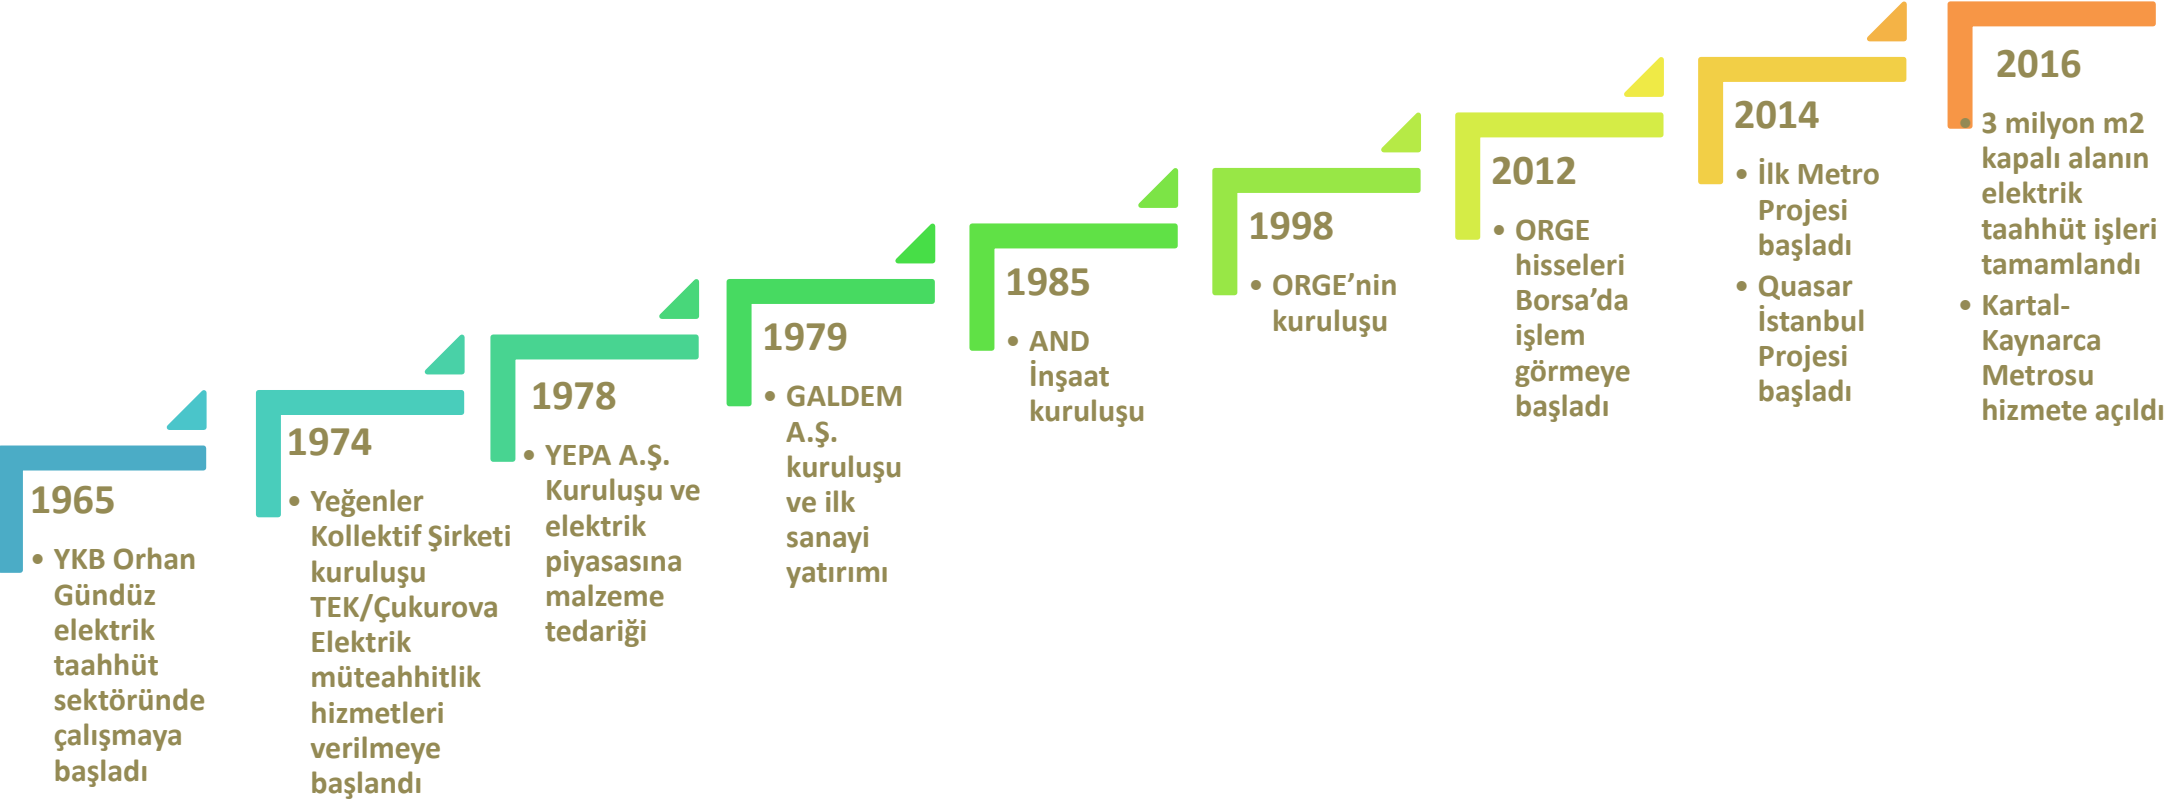 1965
• YKB Orhan
Gündüz
elektrik
taahhüt
sektöründe
çalışmaya
başladı
1974
• Yeğenler
Kollektif Şirketi
kuruluşu
TEK/Çukurova
Elektrik
müteahhitlik
hizmetleri
verilmeye
başlandı
1978
• YEPA A.Ş.
Kuruluşu ve
elektrik
piyasasına
malzeme
tedariği
1979
• GALDEM
A.Ş.
kuruluşu
ve ilk
sanayi
yatırımı
1985
• AND
İnşaat
kuruluşu
1998
• ORGE’nin
kuruluşu
2012
• ORGE
hisseleri
Borsa’da
işlem
görmeye
başladı
2014
• İlk Metro
Projesi
başladı
• Quasar
İstanbul
Projesi
başladı
2016
• 3 milyon m2
kapalı alanın
elektrik
taahhüt işleri
tamamlandı
• Kartal-
Kaynarca
Metrosu
hizmete açıldı